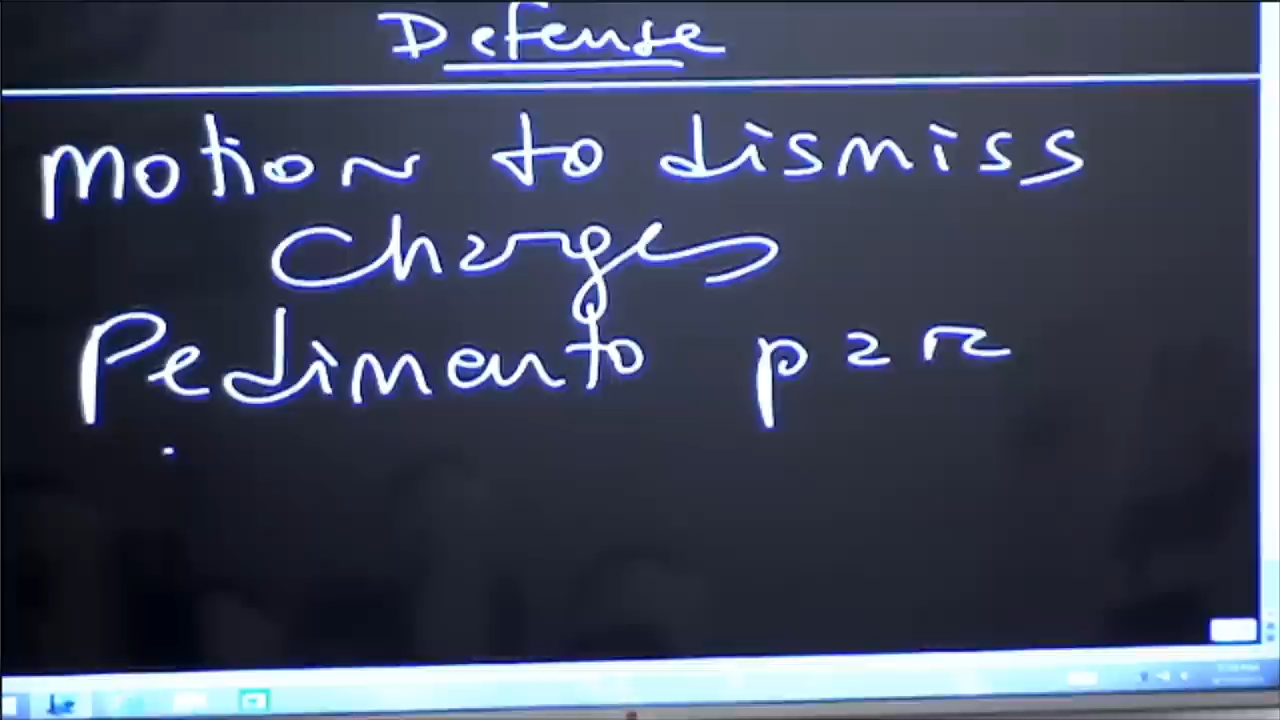 Defense
Motion to dismiss
charges
Pedimento para